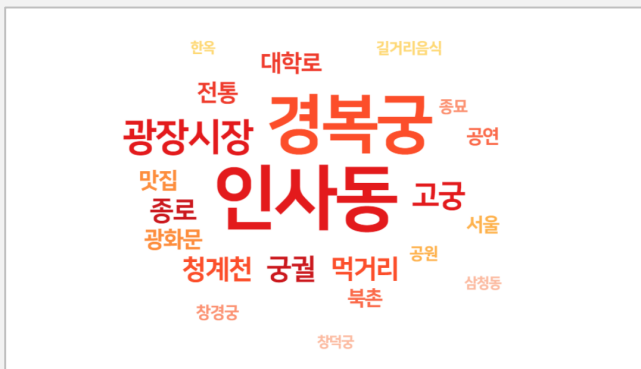 한옥
길거리음식
대학로
전통
경복궁
종묘
광장시장
공연
인사동
맛집
고궁
종로
서울
광화문
공원
청계천
궁궐
먹거리
삼청동
북촌
창경궁
창덕궁